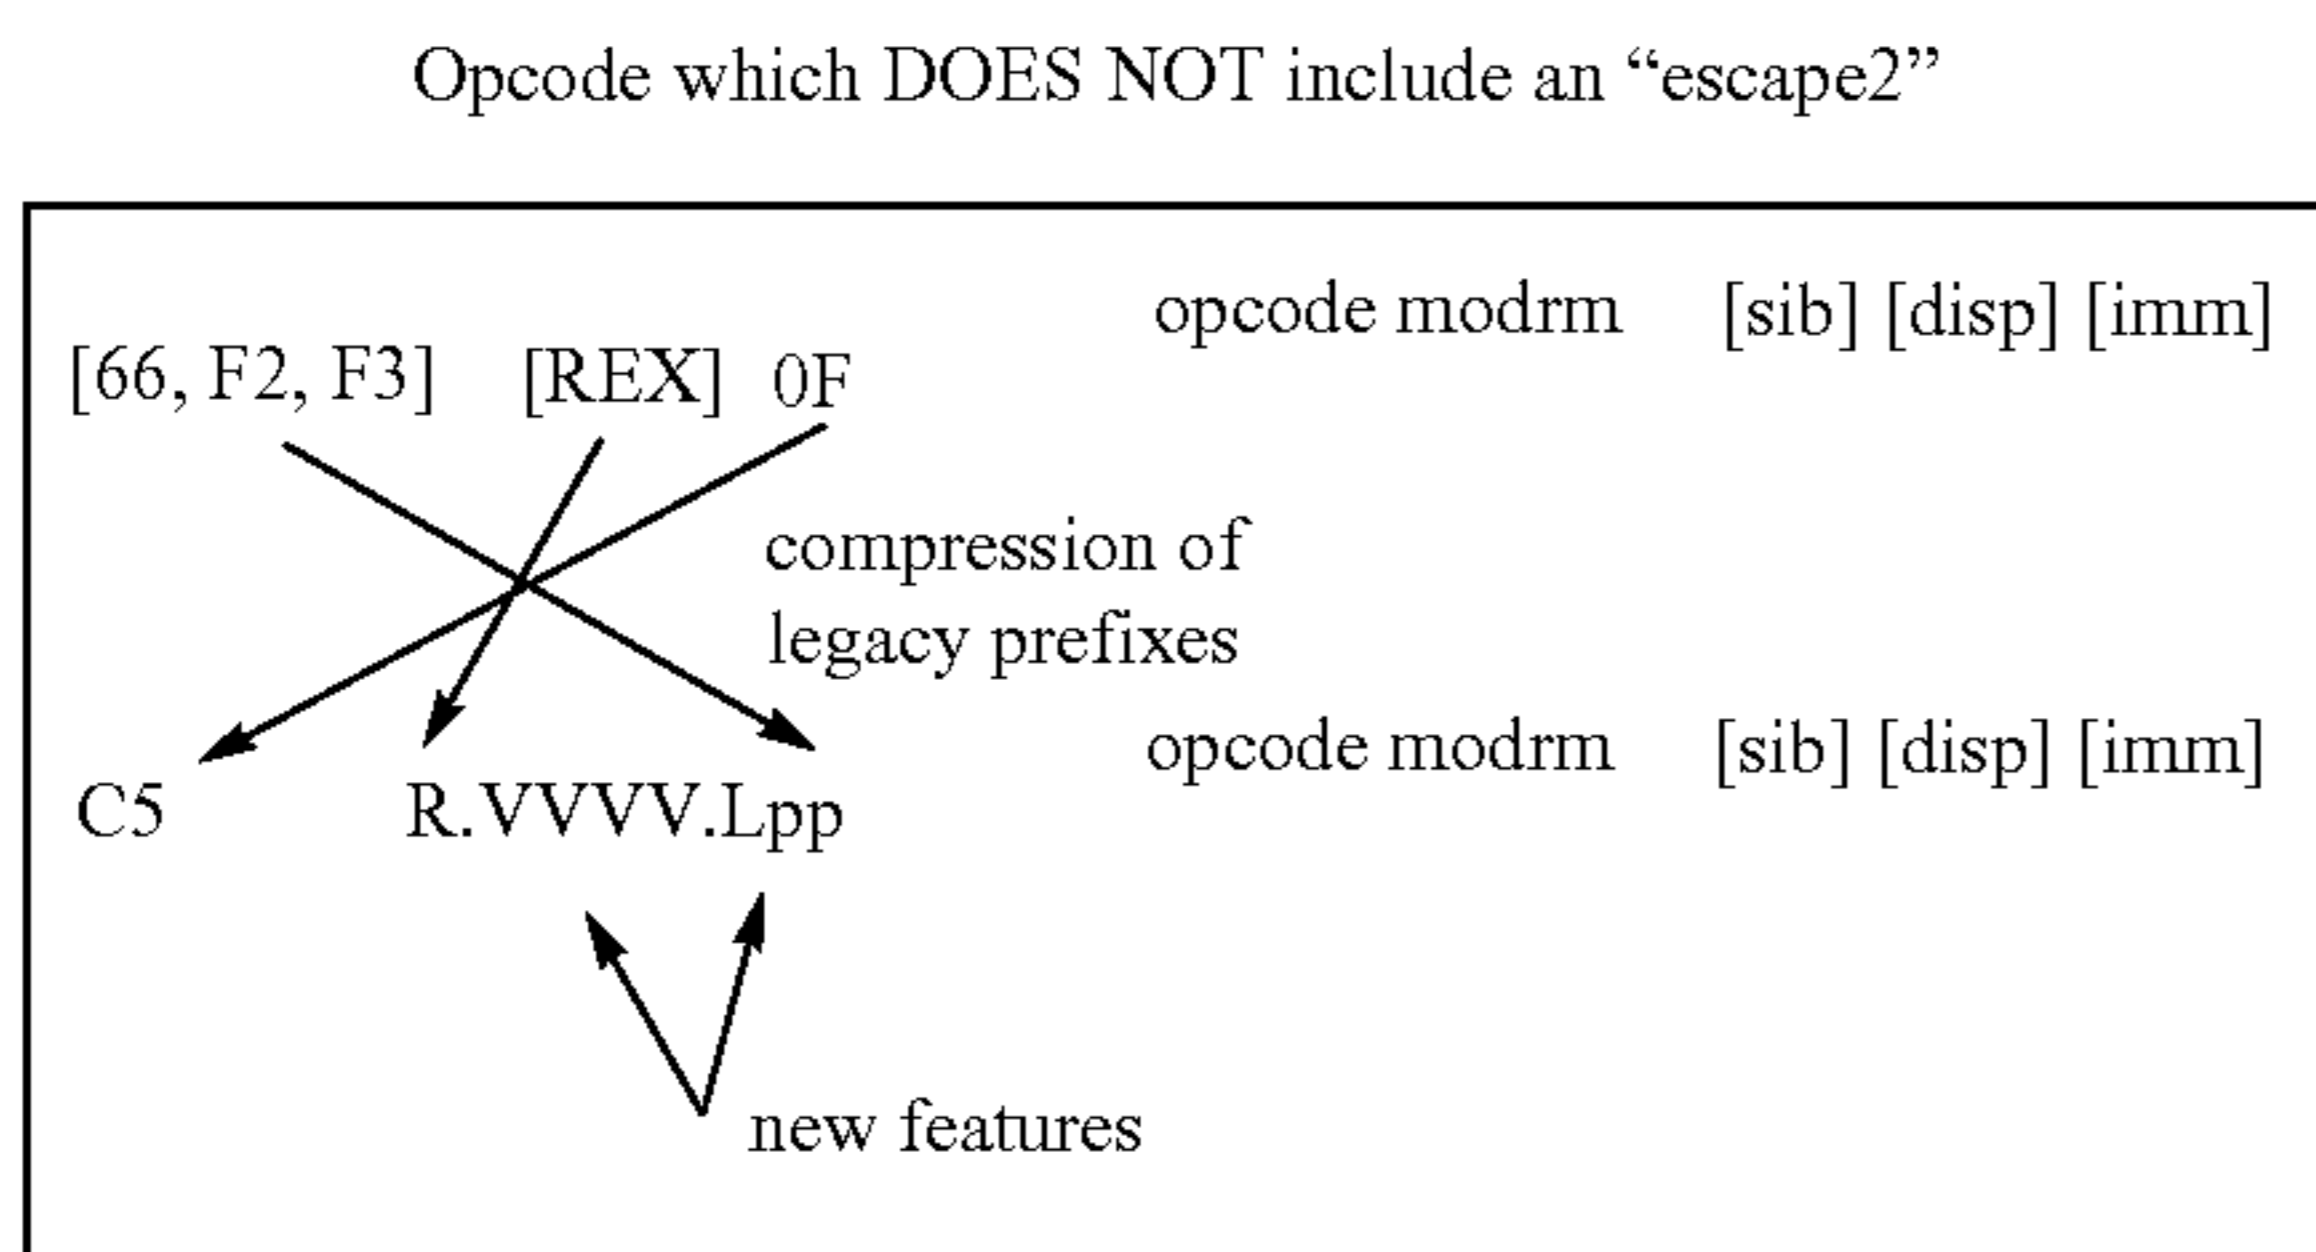 Opcode which DOES NOT include an “escape2”
opcode modrm [sib] [disp] [imm]
[66, F2, F3] [REX] 0F
compression of
legacy prefixes
opcode modrm [sib] [disp] [imm]
C5 R.VVVV.Lpp
new features